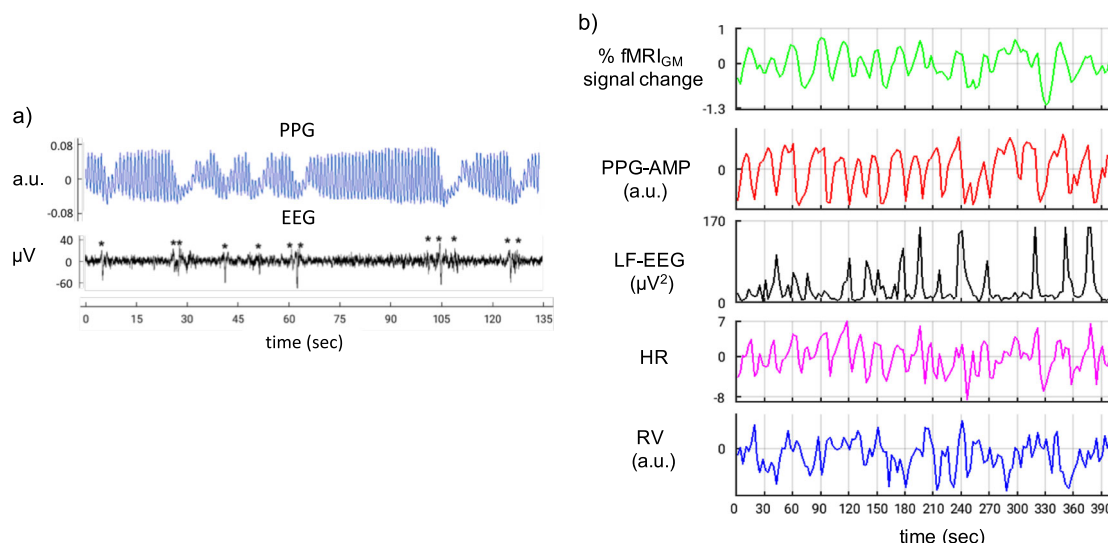 a)
PPG
0.08
a.u.
0
-0.08
EEG
* * * * * * * * * * * *
40
µV
0
-60
0 15 30 45 60 75 90 105 120 135
time (sec)
b)
% fMRIGM
signal change
1
0
-1.3
PPG-AMP
(a.u.)
0
LF-EEG
(µV²)
170
0
HR
7
0
-8
RV
(a.u.)
0
0 30 60 90 120 150 180 210 240 270 300 330 360 390
time (sec)